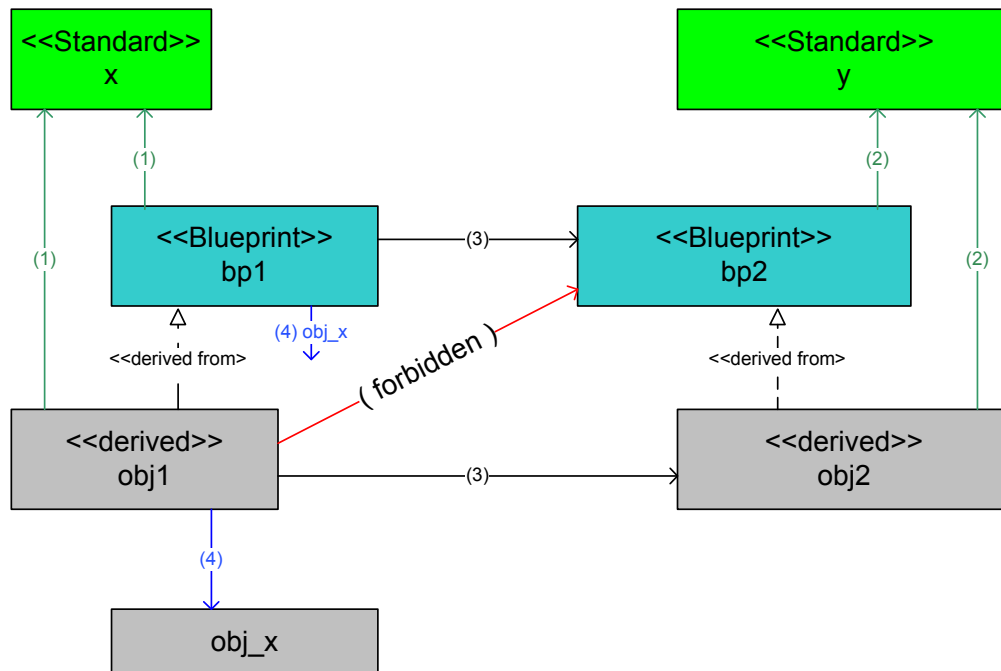 <<Standard>>
x
<<Standard>>
y
(1)
(2)
<<Blueprint>>
bp1
(3)
<<Blueprint>>
bp2
(1)
(2)
(4) obj_x
( forbidden )
<<derived from>
<<derived from>
<<derived>>
obj1
(3)
<<derived>>
obj2
(4)
obj_x